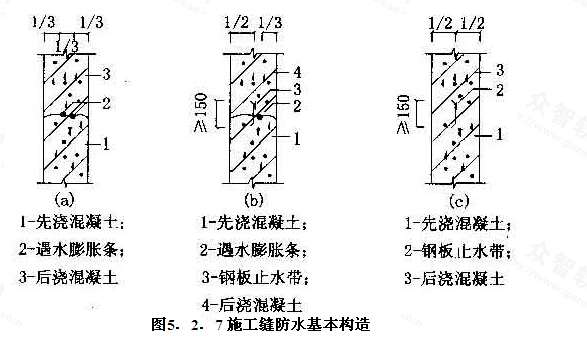 1/3 1/3 1/2 1/3 1/2 1/2
1/3
3
2
1
≥150
4
3
2
1
≥150
3
2
1
(a) (b) (c)
1-先浇混凝土; 1-先浇混凝土; 1-先浇混凝土;
2-遇水膨胀条; 2-遇水膨胀条; 2-钢板止水带;
3-后浇混凝土 3-钢板止水带; 3-后浇混凝土
4-后浇混凝土
图5．2．7施工缝防水基本构造